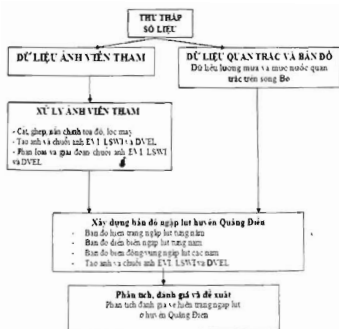 THU THẬP
SỐ LIỆU
DỮ LIỆU ẢNH VIỄN THAM
DỮ LIỆU QUAN TRẮC VÀ BẢN ĐỒ
Dữ liệu lượng mưa và mực nước quan
trắc trên sông Bồ
XỬ LÝ ẢNH VIỄN THAM
- Cắt, ghép, nắn chỉnh toạ độ, lọc mây
- Tạo ảnh và chuỗi ảnh EVI, LSWI và DVEL
- Phân loại và giai đoạn chuỗi ảnh EVI, LSWI
và DVEL
Xây dựng bản đồ ngập lụt huyện Quảng Điền
- Bản đồ hiện trạng ngập lụt từng năm
- Bản đồ diễn biến ngập lụt từng năm
- Bản đồ biến động vùng ngập lụt các năm
- Tạo ảnh và chuỗi ảnh EVI, LSWI và DVEL
Phân tích, đánh giá và đề xuất
Phân tích đánh giá về hiện trạng ngập lụt
ở huyện Quảng Điền